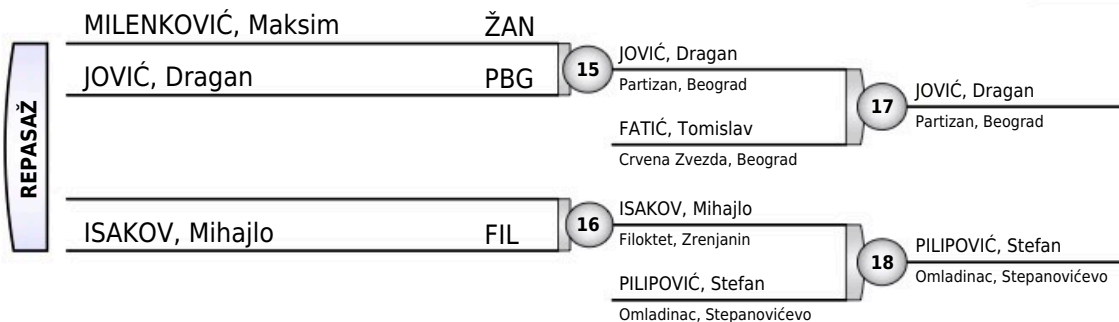 REPASAŽ
MILENKOVIĆ, Maksim ŽAN
JOVIĆ, Dragan PBG
15
JOVIĆ, Dragan
Partizan, Beograd
FATIĆ, Tomislav
Crvena Zvezda, Beograd
17
JOVIĆ, Dragan
Partizan, Beograd
ISAKOV, Mihajlo FIL
16
ISAKOV, Mihajlo
Filoktet, Zrenjanin
PILIPOVIĆ, Stefan
Omladinac, Stepanovićevo
18
PILIPOVIĆ, Stefan
Omladinac, Stepanovićevo